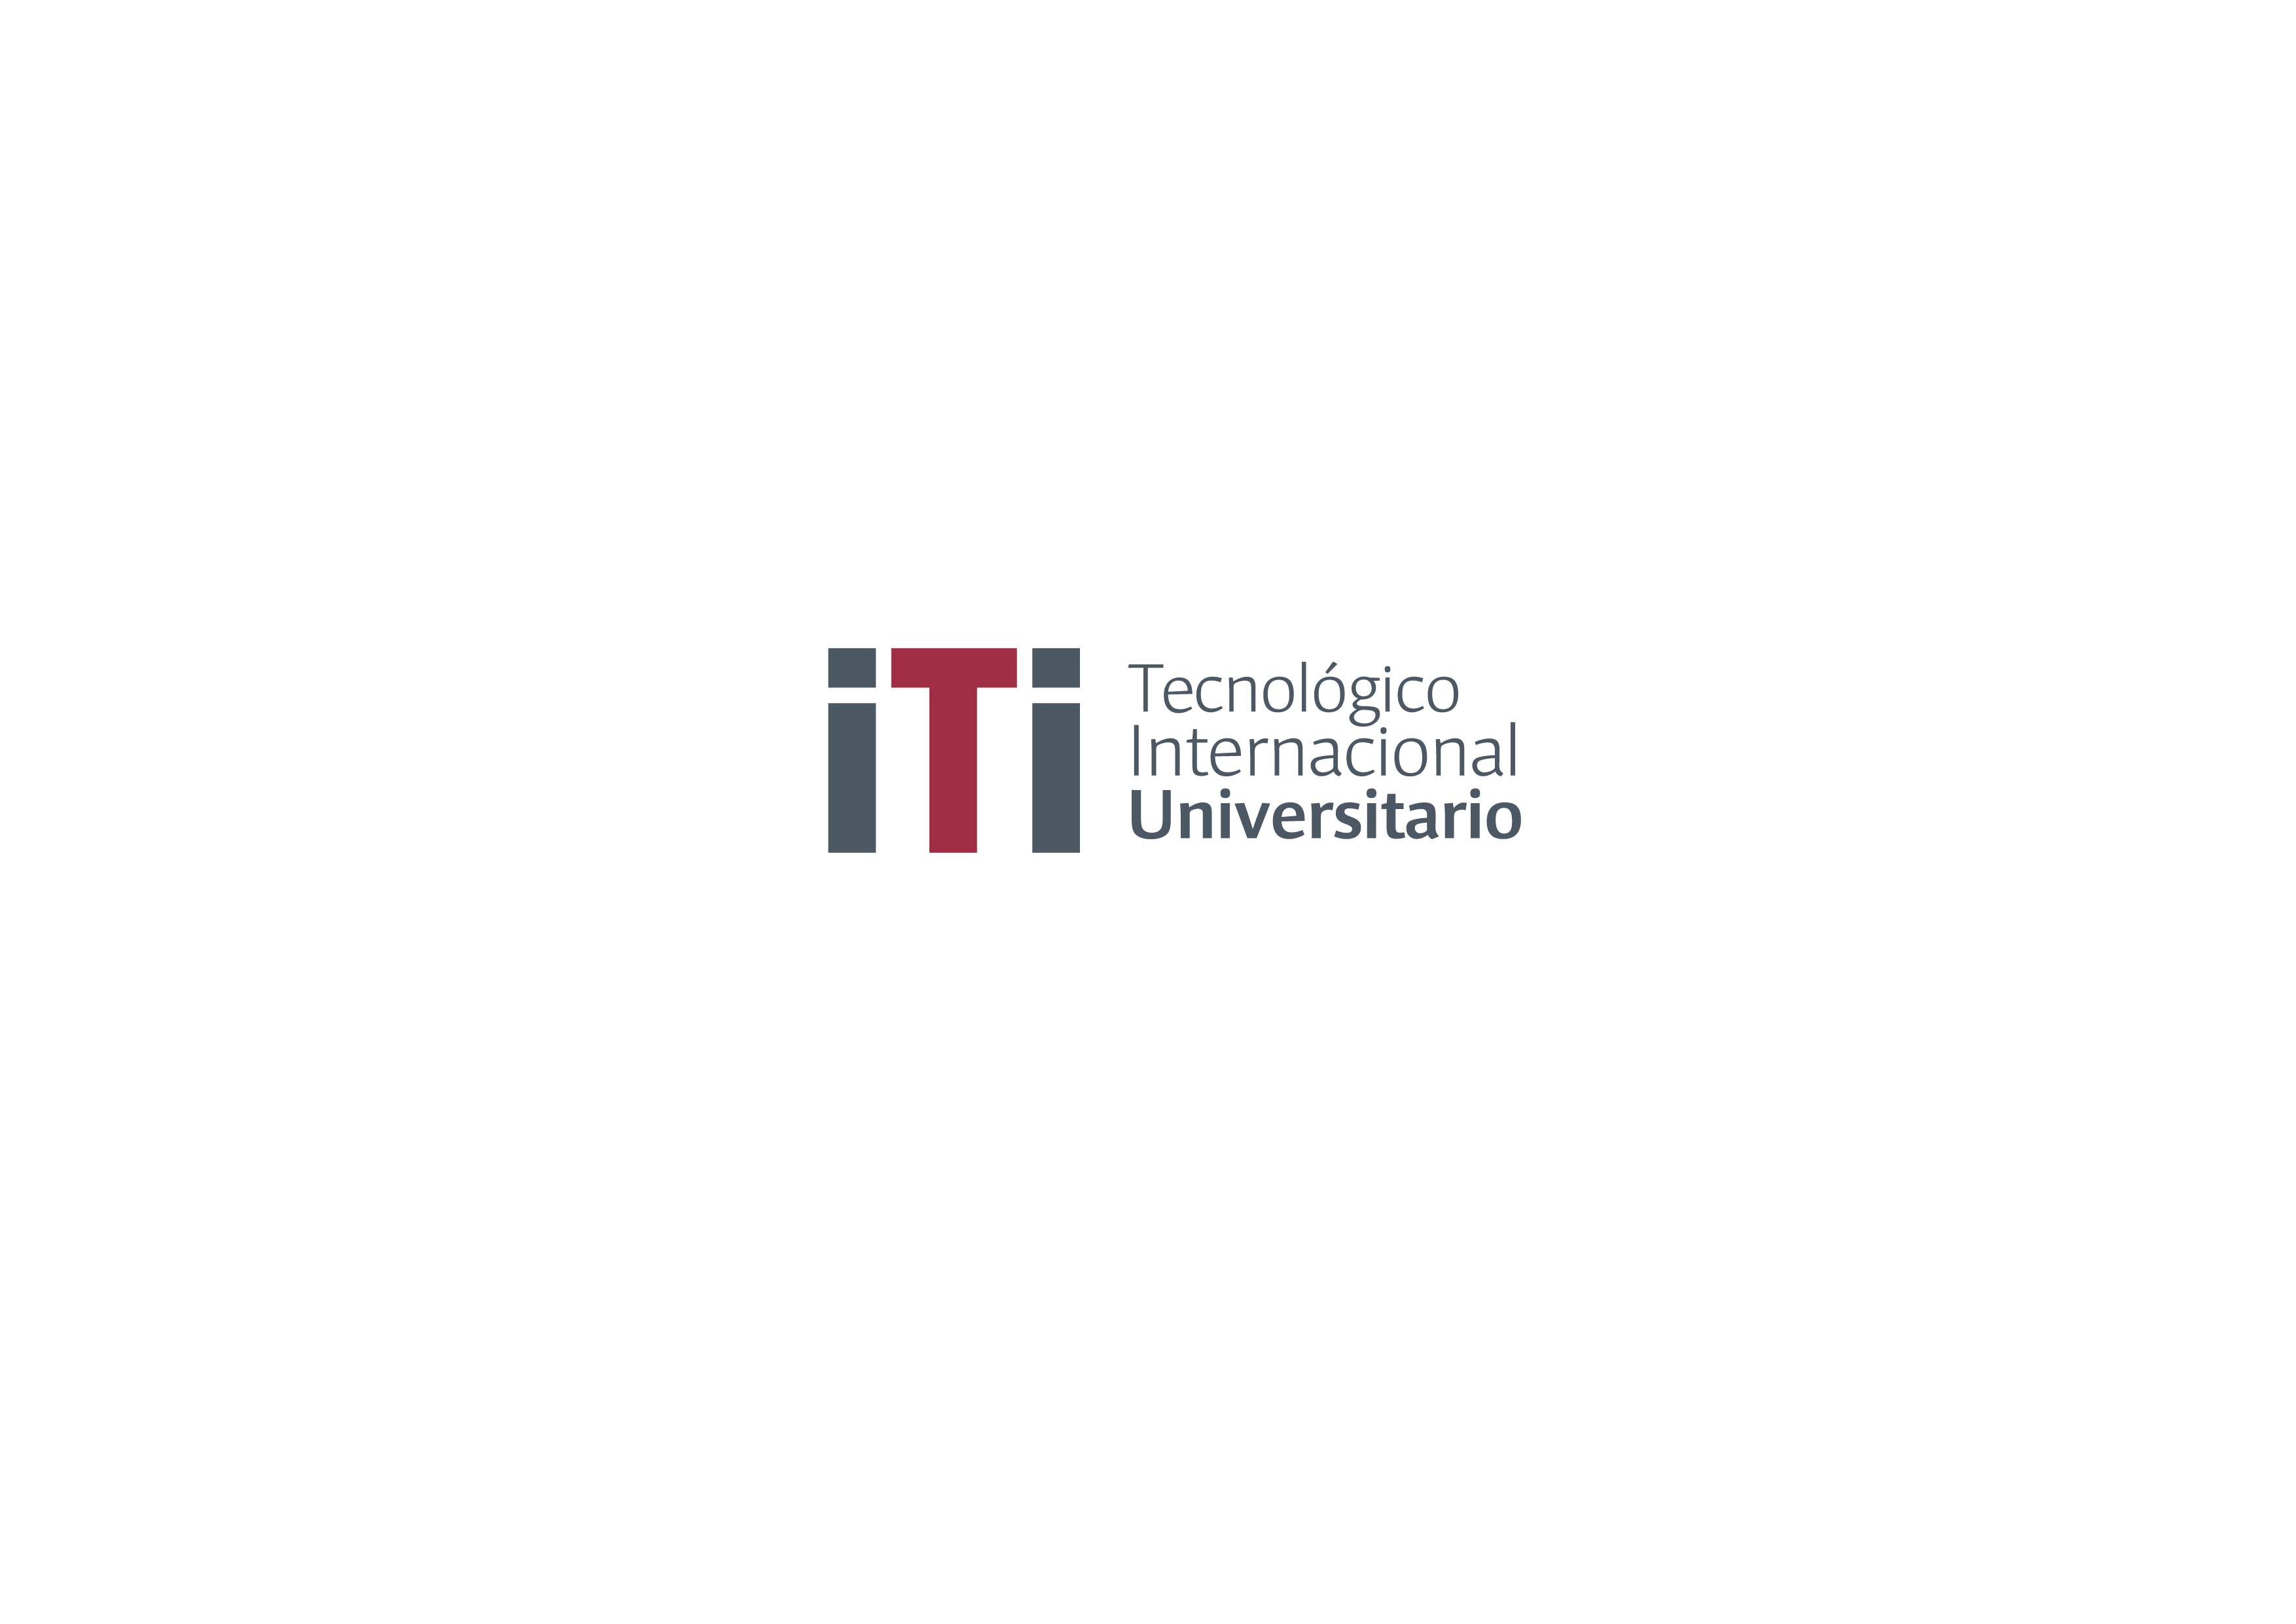 iTi
Tecnológico
Internacional
Universitario